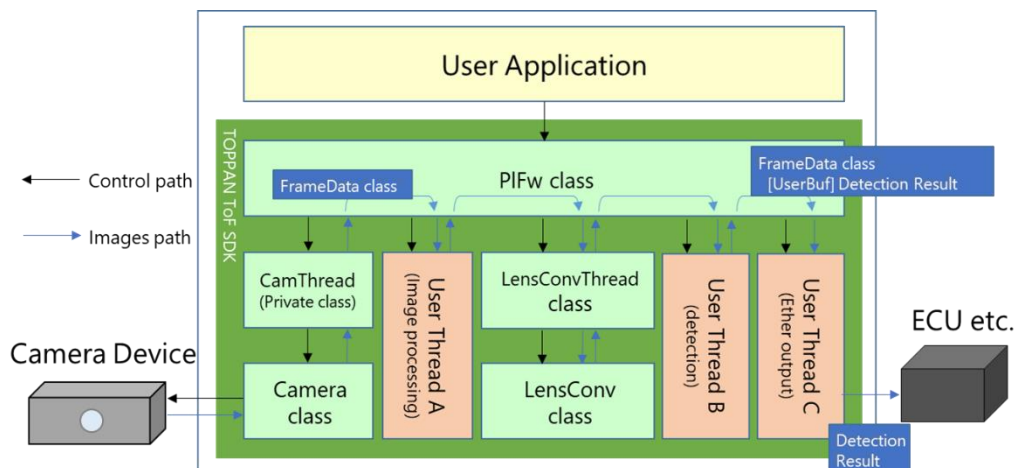 User Application
TOPPAN ToF SDK
PlFw class
FrameData class
FrameData class
[UserBuf] Detection Result
Control path
Images path
CamThread
(Private class)
User Thread A
(Image processing)
LensConvThread
class
User Thread B
(detection)
User Thread C
(Ether output)
ECU etc.
Camera Device
Camera
class
LensConv
class
Detection
Result